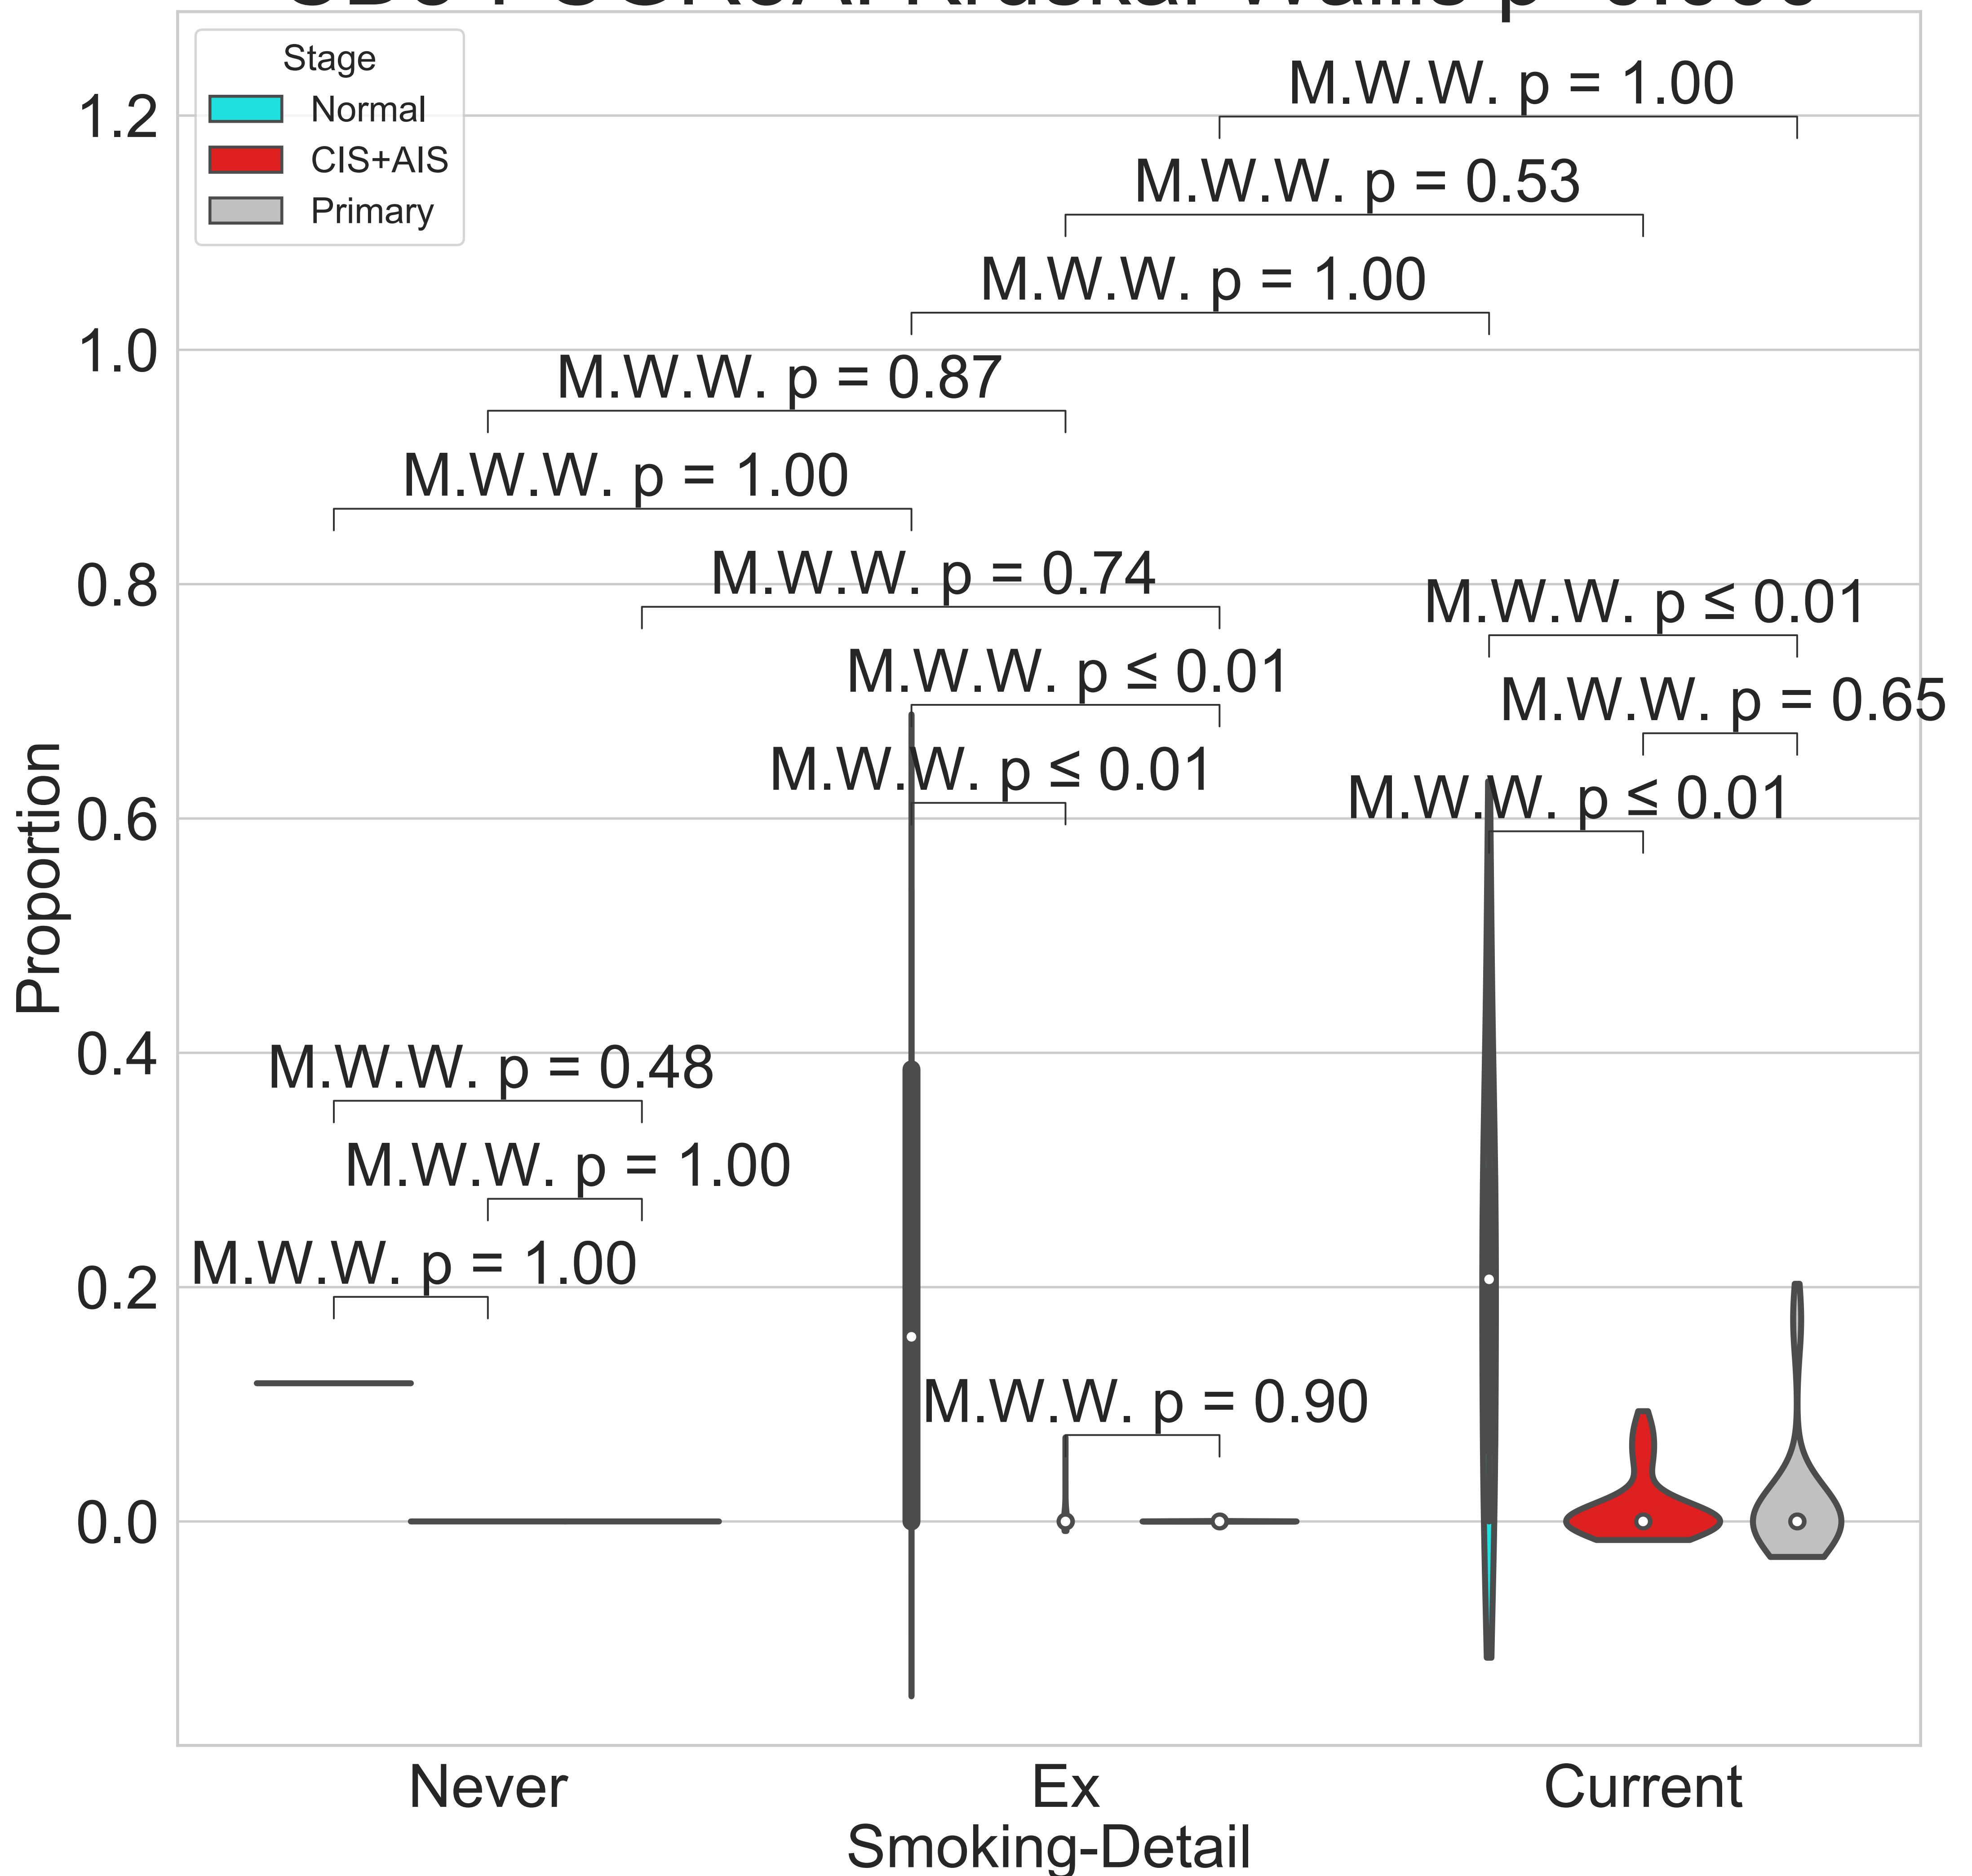 Stage
Normal
CIS+AIS
Primary
M.W.W. p = 1.00
M.W.W. p = 0.53
M.W.W. p = 1.00
M.W.W. p = 0.87
M.W.W. p = 1.00
M.W.W. p = 0.74
M.W.W. p ≤ 0.01
M.W.W. p ≤ 0.01
M.W.W. p = 0.65
M.W.W. p ≤ 0.01
M.W.W. p ≤ 0.01
M.W.W. p = 0.48
M.W.W. p = 1.00
M.W.W. p = 1.00
M.W.W. p = 0.90
1.2
1.0
0.8
0.6
0.4
0.2
0.0
Proportion
Never
Ex
Current
Smoking-Detail